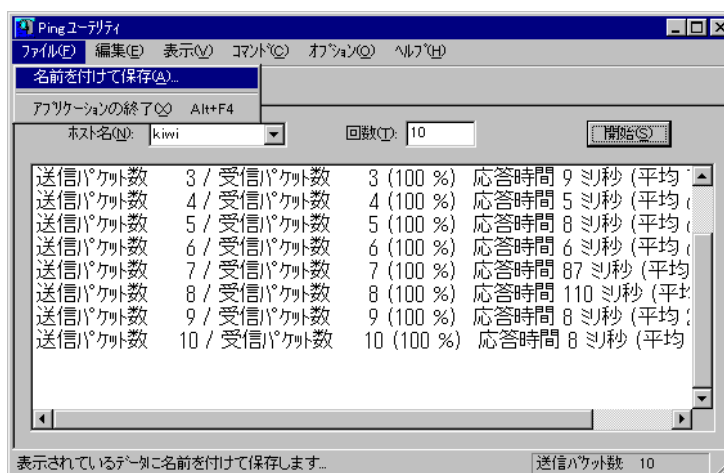 Pingユーティリティ
ファイル(F) 編集(E) 表示(V) コマンド(C) オプション(O) ヘルプ(H)
名前を付けて保存(A)...
アプリケーションの終了(X) Alt+F4
ホスト名(N): kiwi 回数(T): 10 開始(S)
送信パケット数 3 / 受信パケット数 3 (100 %) 応答時間 9 ミリ秒 (平均
送信パケット数 4 / 受信パケット数 4 (100 %) 応答時間 5 ミリ秒 (平均
送信パケット数 5 / 受信パケット数 5 (100 %) 応答時間 8 ミリ秒 (平均
送信パケット数 6 / 受信パケット数 6 (100 %) 応答時間 6 ミリ秒 (平均
送信パケット数 7 / 受信パケット数 7 (100 %) 応答時間 87 ミリ秒 (平均
送信パケット数 8 / 受信パケット数 8 (100 %) 応答時間 110 ミリ秒 (平均
送信パケット数 9 / 受信パケット数 9 (100 %) 応答時間 8 ミリ秒 (平均
送信パケット数 10 / 受信パケット数 10 (100 %) 応答時間 8 ミリ秒 (平均
表示されているデータに名前を付けて保存します... 送信パケット数 10